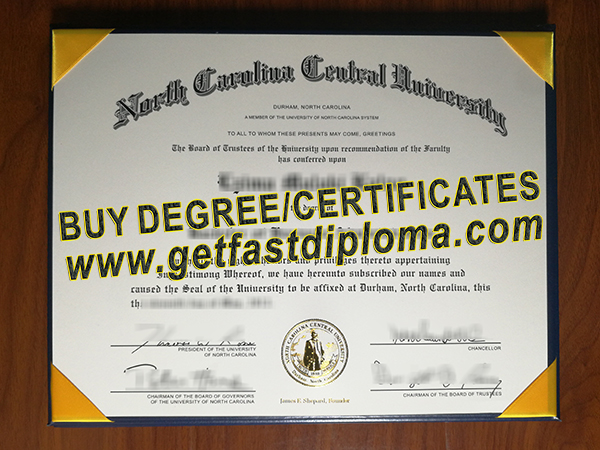 North Carolina Central University
DURHAM, NORTH CAROLINA
A MEMBER OF THE UNIVERSITY OF NORTH CAROLINA SYSTEM
TO ALL TO WHOM THESE PRESENTS MAY COME, GREETINGS
The Board of Trustees of the University upon recommendation of the Faculty
has conferred upon
the degree of
BUY DEGREE/CERTIFICATES
www.getfastdiploma.com
and privileges thereto appertaining
Whereof, we have hereunto subscribed our names and
caused the Seal of the University to be affixed at Durham, North Carolina, this
PRESIDENT OF THE UNIVERSITY
OF NORTH CAROLINA
CHANCELLOR
NORTH CAROLINA CENTRAL UNIVERSITY
CHAIRMAN OF THE BOARD OF GOVERNORS
OF THE UNIVERSITY OF NORTH CAROLINA
James E. Shepard, Founder
CHAIRMAN OF THE BOARD OF TRUSTEES